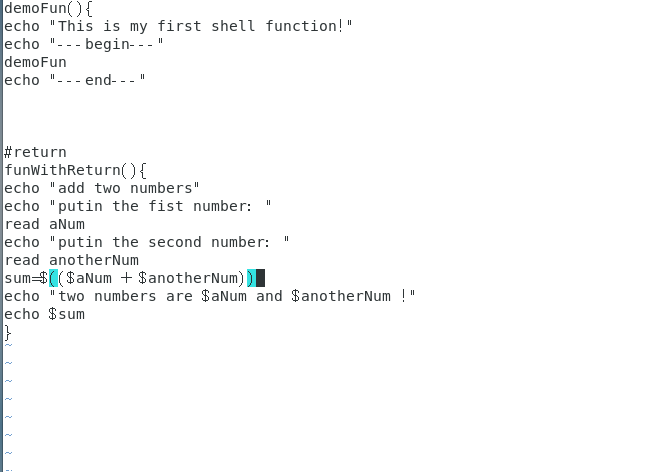 demoFun(){
echo "This is my first shell function!"
echo "---begin---"
demoFun
echo "---end---"
#return
funWithReturn(){
echo "add two numbers"
echo "putin the fist number: "
read aNum
echo "putin the second number: "
read anotherNum
sum=$(($aNum + $anotherNum))
echo "two numbers are $aNum and $anotherNum !"
echo $sum
}
~
~
~
~
~
~
~
~